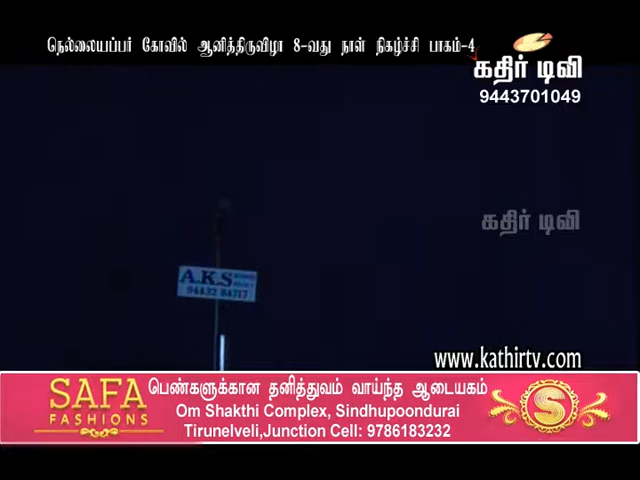 நெல்லையப்பர் கோவில் ஆனித்திருவிழா 8-வது நாள் நிகழ்ச்சி பாகம்-4
கதிர் டிவி
9443701049
கதிர் டிவி
A.K.S
94432 84717
www.kathirtv.com
SAFA
FASHIONS
பெண்களுக்கான தனித்துவம் வாய்ந்த ஆடையகம்
Om Shakthi Complex, Sindhupoondurai
Tirunelveli,Junction Cell: 9786183232
S